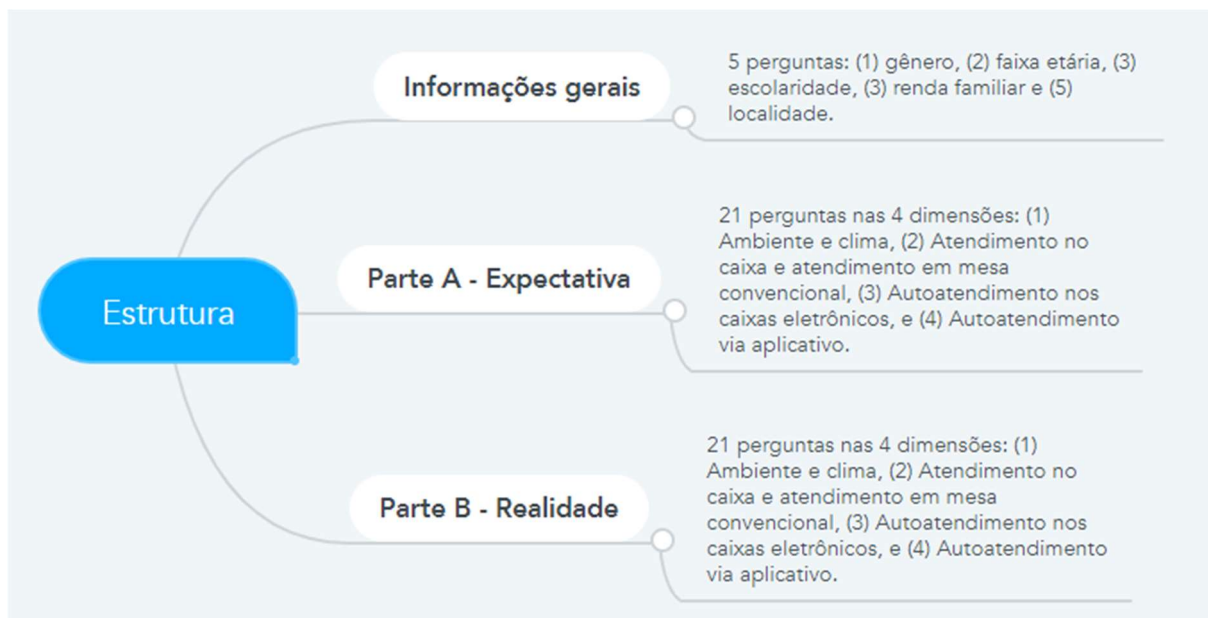 Estrutura
Informações gerais
5 perguntas: (1) gênero, (2) faixa etária, (3)
escolaridade, (3) renda familiar e (5)
localidade.
Parte A - Expectativa
21 perguntas nas 4 dimensões: (1)
Ambiente e clima, (2) Atendimento no
caixa e atendimento em mesa
convencional, (3) Autoatendimento nos
caixas eletrônicos, e (4) Autoatendimento
via aplicativo.
Parte B - Realidade
21 perguntas nas 4 dimensões: (1)
Ambiente e clima, (2) Atendimento no
caixa e atendimento em mesa
convencional, (3) Autoatendimento nos
caixas eletrônicos, e (4) Autoatendimento
via aplicativo.